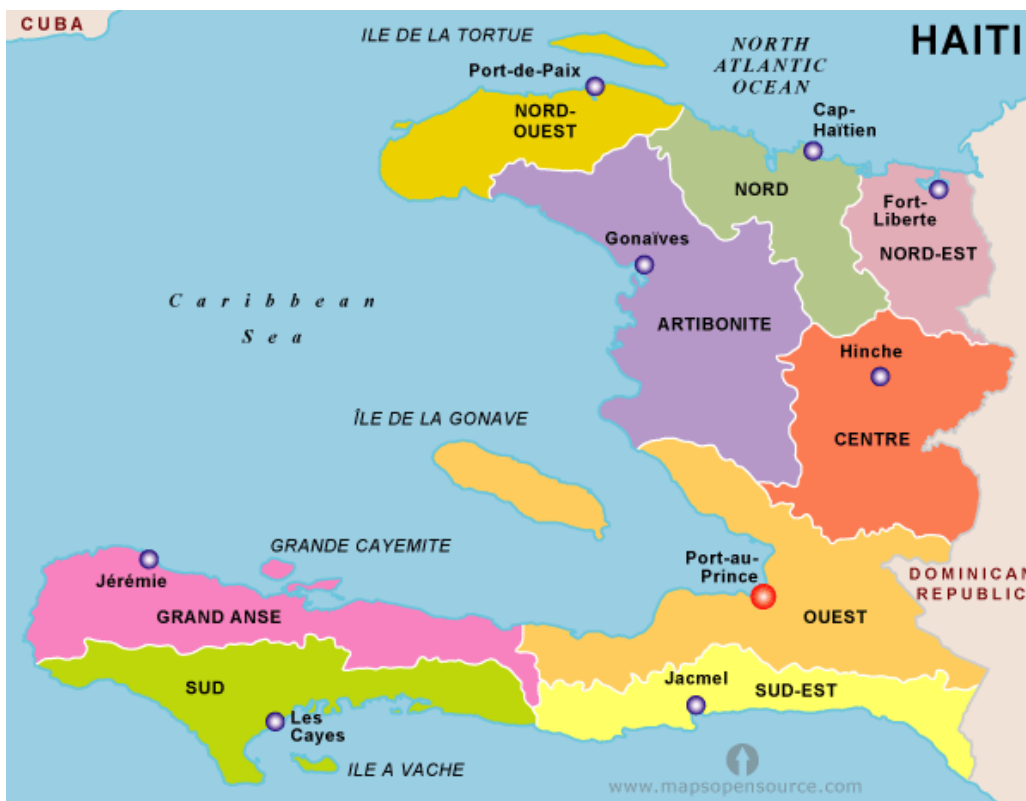 CUBA
ILE DE LA TORTUE
NORTH
ATLANTIC
OCEAN
HAITI
Port-de-Paix
NORD-
OUEST
Cap-
Haïtien
NORD
Fort-
Liberte
NORD-EST
Gonaïves
ARTIBONITE
Caribbean
Sea
Hinche
CENTRE
ÎLE DE LA GONAVE
GRANDE CAYEMITE
Port-au-
Prince
DOMINICAN
REPUBLIC
Jérémie
GRAND ANSE
OUEST
SUD
Jacmel
SUD-EST
Les
Cayes
ILE A VACHE
www.mapsopensource.com